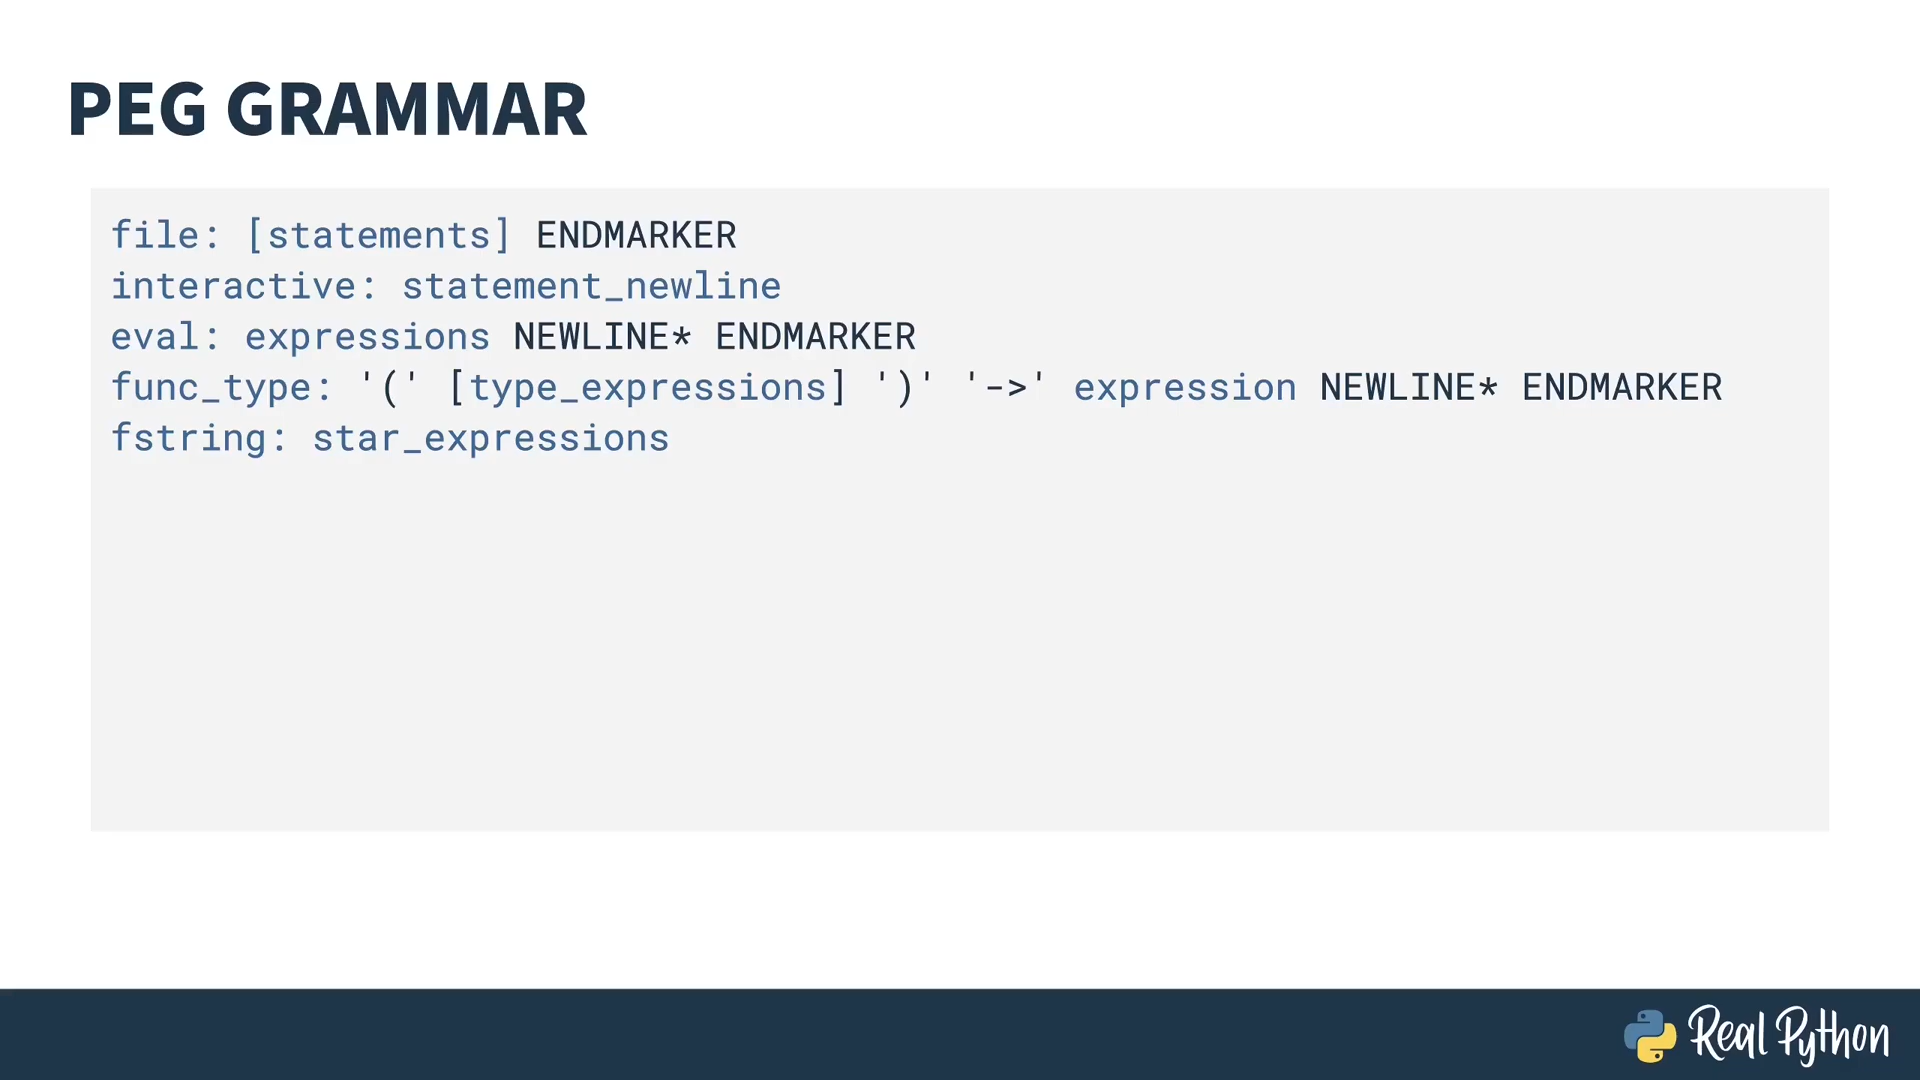 PEG GRAMMAR
file: [statements] ENDMARKER
interactive: statement_newline
eval: expressions NEWLINE* ENDMARKER
func_type: '(' [type_expressions] ')' '->' expression NEWLINE* ENDMARKER
fstring: star_expressions
Real Python